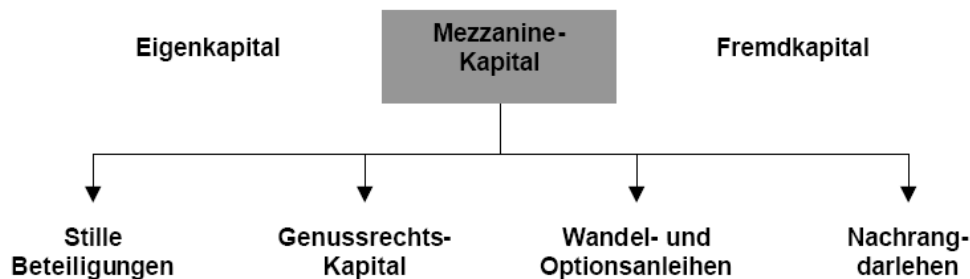 Eigenkapital
Mezzanine-
Kapital
Fremdkapital
Stille
Beteiligungen
Genussrechts-
Kapital
Wandel- und
Optionsanleihen
Nachrang-
darlehen